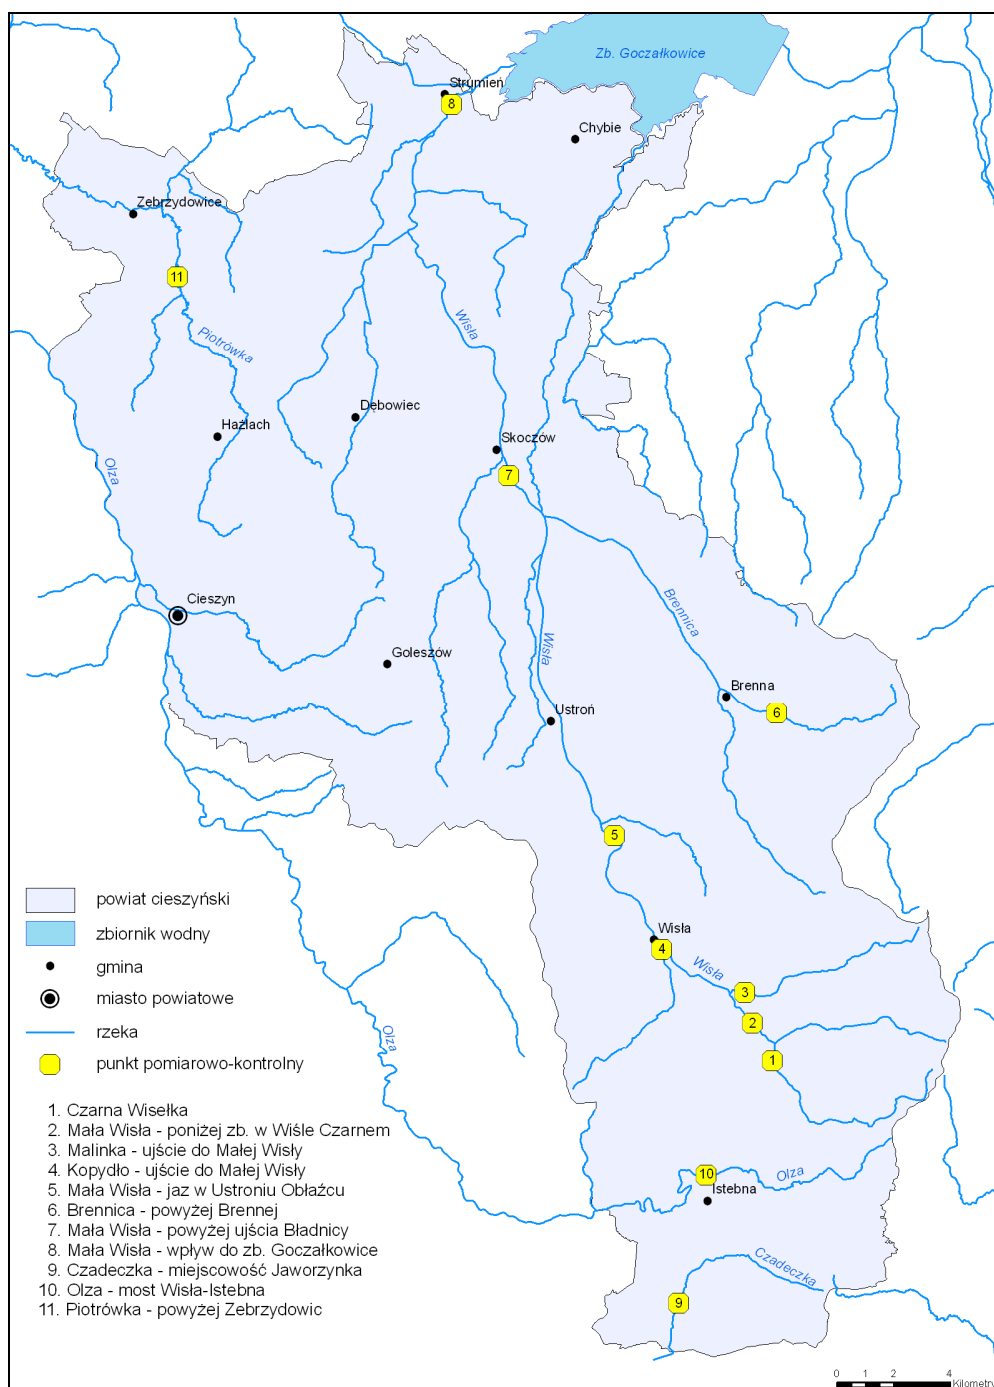 Zb. Goczałkowice
Strumień
8
Chybie
Zebrzydowice
11
Wisła
Piotrówka
Dębowiec
Hażlach
Skoczów
Olza
7
Cieszyn
Brennica
Wisła
Goleszów
Brenna
Ustroń
6
5
powiat cieszyński
zbiornik wodny
Wisła
4
gmina
Wisła
miasto powiatowe
3
2
rzeka
Olza
punkt pomiarowo-kontrolny
1
1. Czarna Wisełka
2. Mała Wisła - poniżej zb. w Wiśle Czarnem
3. Malinka - ujście do Małej Wisły
4. Kopydło - ujście do Małej Wisły
5. Mała Wisła - jaz w Ustroniu Obłaźcu
6. Brennica - powyżej Brennej
7. Mała Wisła - powyżej ujścia Bładnicy
8. Mała Wisła - wpływ do zb. Goczałkowice
9. Czadeczka - miejscowość Jaworzynka
10. Olza - most Wisła-Istebna
11. Piotrówka - powyżej Zebrzydowic
10
Olza
Istebna
Czadeczka
9
0 1 2 4
Kilometry